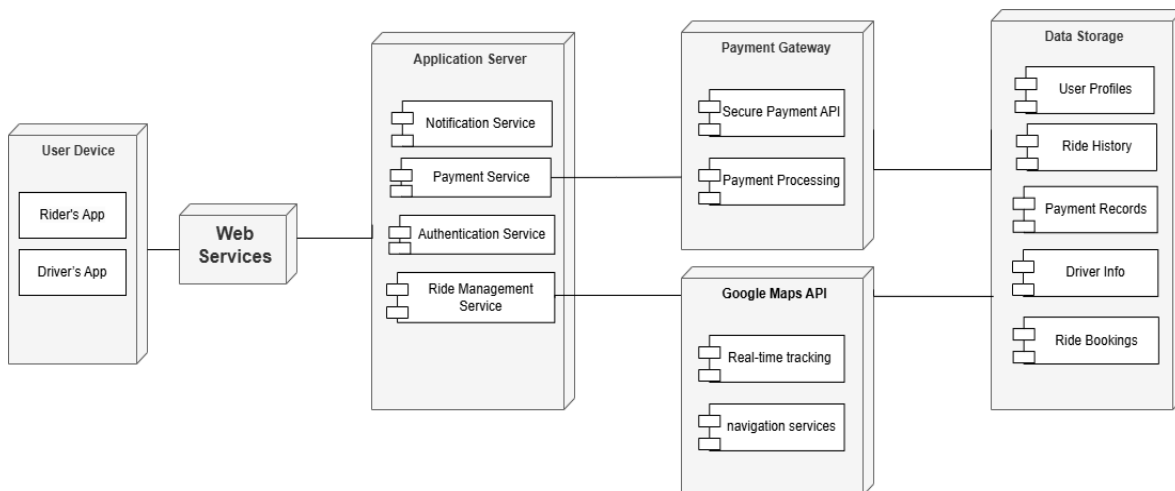 User Device
Rider's App
Driver's App
Web
Services
Application Server
Notification Service
Payment Service
Authentication Service
Ride Management
Service
Payment Gateway
Secure Payment API
Payment Processing
Google Maps API
Real-time tracking
navigation services
Data Storage
User Profiles
Ride History
Payment Records
Driver Info
Ride Bookings